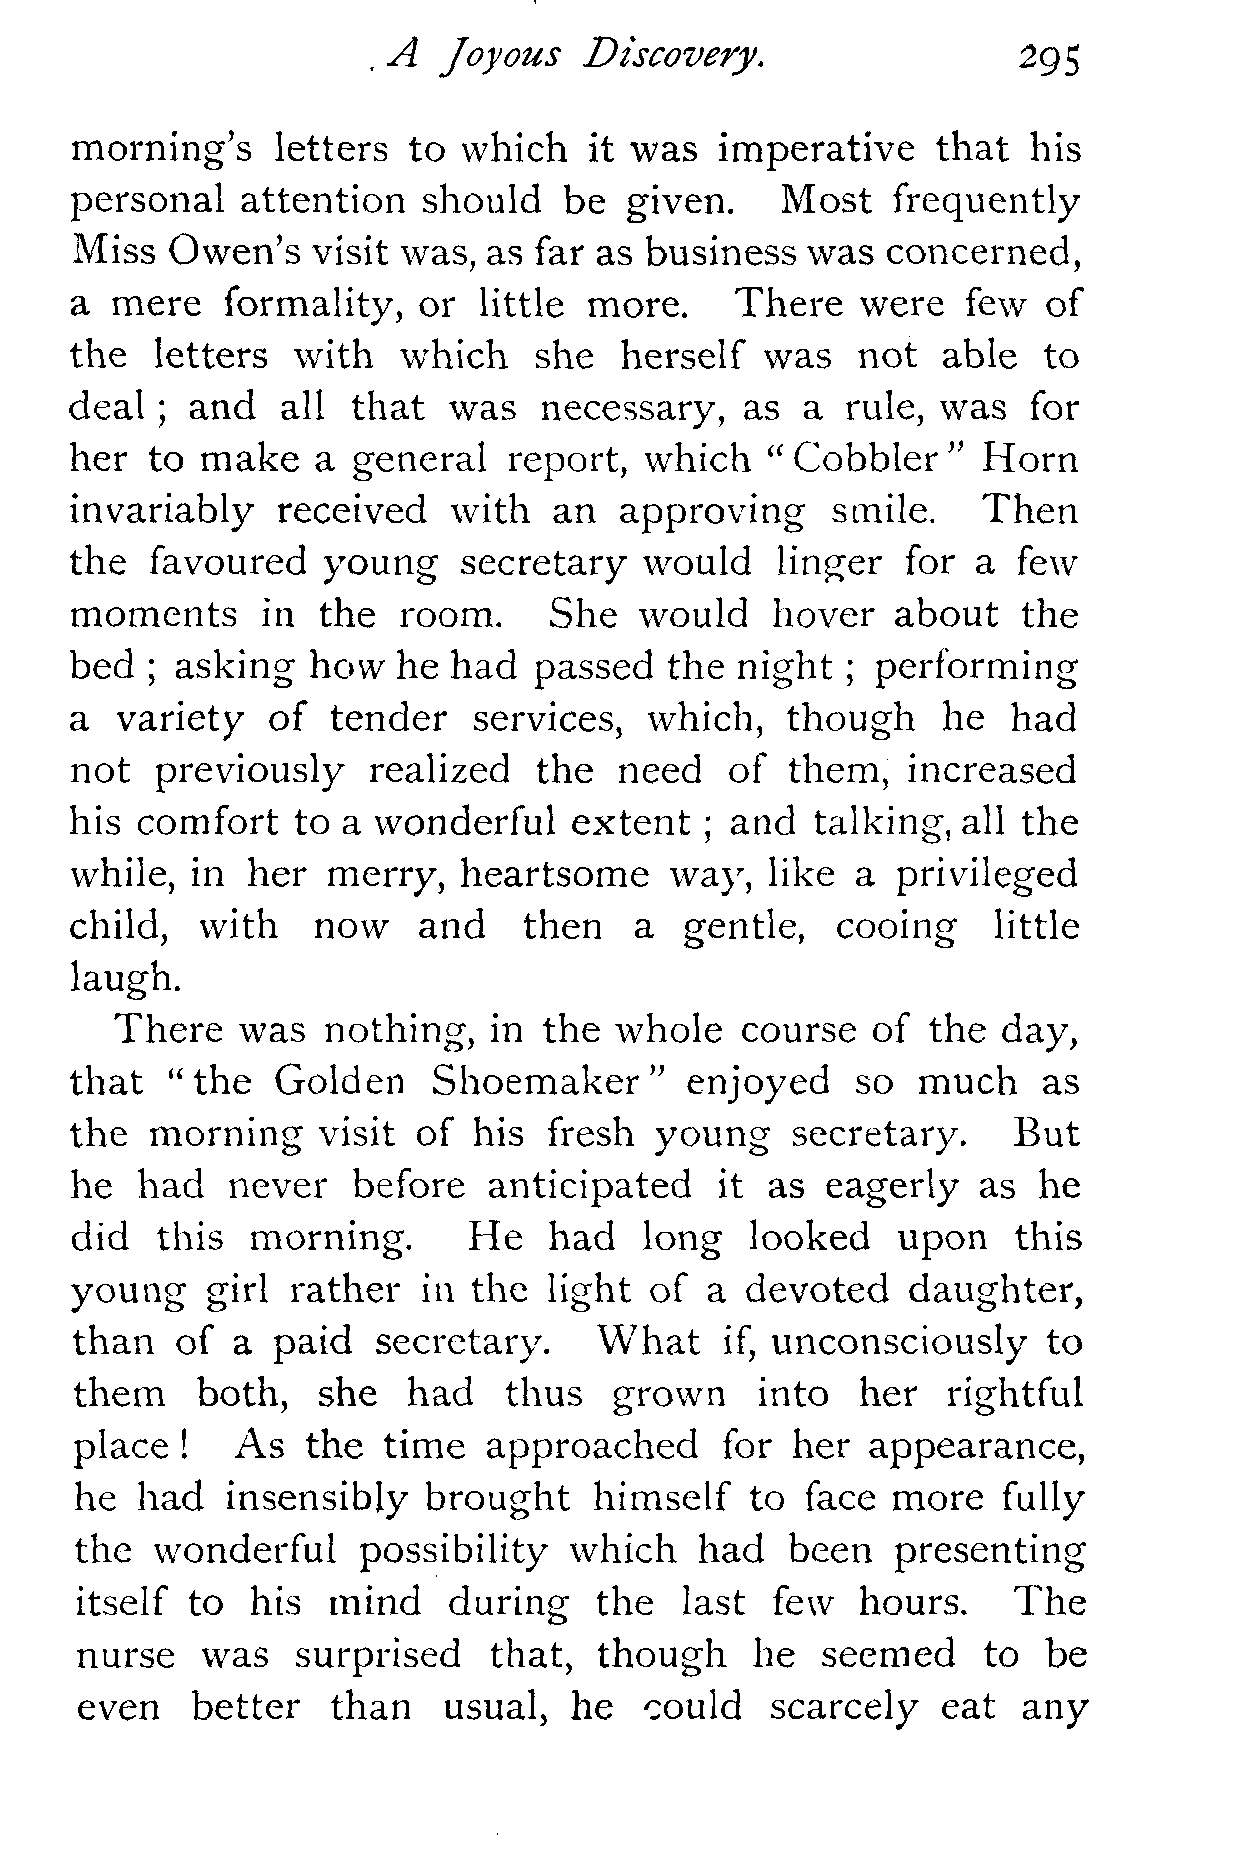 A Joyous Discovery. 295
morning's letters to which it was imperative that his
personal attention should be given. Most frequently
Miss Owen's visit was, as far as business was concerned,
a mere formality, or little more. There were few of
the letters with which she herself was not able to
deal ; and all that was necessary, as a rule, was for
her to make a general report, which “ Cobbler ” Horn
invariably received with an approving smile. Then
the favoured young secretary would linger for a few
moments in the room. She would hover about the
bed ; asking how he had passed the night ; performing
a variety of tender services, which, though he had
not previously realized the need of them, increased
his comfort to a wonderful extent ; and talking, all the
while, in her merry, heartsome way, like a privileged
child, with now and then a gentle, cooing little
laugh.
There was nothing, in the whole course of the day,
that “ the Golden Shoemaker ” enjoyed so much as
the morning visit of his fresh young secretary. But
he had never before anticipated it as eagerly as he
did this morning. He had long looked upon this
young girl rather in the light of a devoted daughter,
than of a paid secretary. What if, unconsciously to
them both, she had thus grown into her rightful
place ! As the time approached for her appearance,
he had insensibly brought himself to face more fully
the wonderful possibility which had been presenting
itself to his mind during the last few hours. The
nurse was surprised that, though he seemed to be
even better than usual, he could scarcely eat any